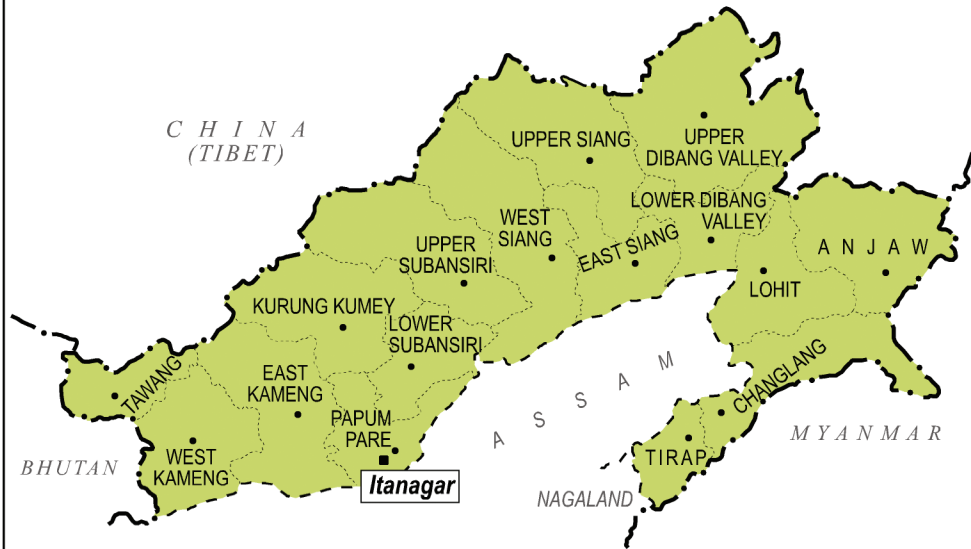 C H I N A
(TIBET)
UPPER SIANG
UPPER
DIBANG VALLEY
LOWER DIBANG
VALLEY
WEST
SIANG
EAST SIANG
UPPER
SUBANSIRI
A N J A W
LOHIT
KURUNG KUMEY
LOWER
SUBANSIRI
TAWANG
EAST
KAMENG
PAPUM
PARE
A S S A M
CHANGLANG
MYANMAR
BHUTAN
WEST
KAMENG
TIRAP
Itanagar
NAGALAND